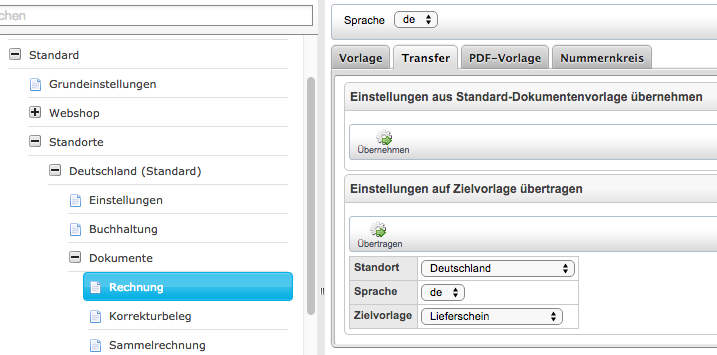 chen
Standard
Grundeinstellungen
Webshop
Standorte
Deutschland (Standard)
Einstellungen
Buchhaltung
Dokumente
Rechnung
Korrekturbeleg
Sammelrechnung
Sprache de
Vorlage Transfer PDF-Vorlage Nummernkreis
Einstellungen aus Standard-Dokumentenvorlage übernehmen
Übernehmen
Einstellungen auf Zielvorlage übertragen
Übertragen
Standort Deutschland
Sprache de
Zielvorlage Lieferschein